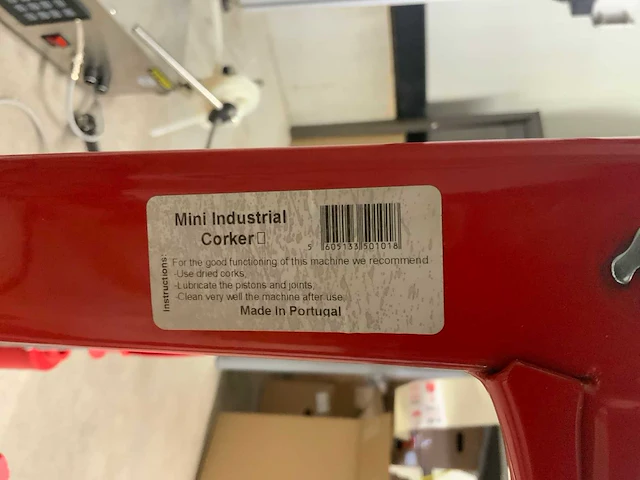 Mini Industrial
Corker
5 605133 501018
Instructions:
For the good functioning of this machine we recommend
-Use dried corks,
-Lubricate the pistons and joints,
-Clean very well the machine after use,
Made In Portugal